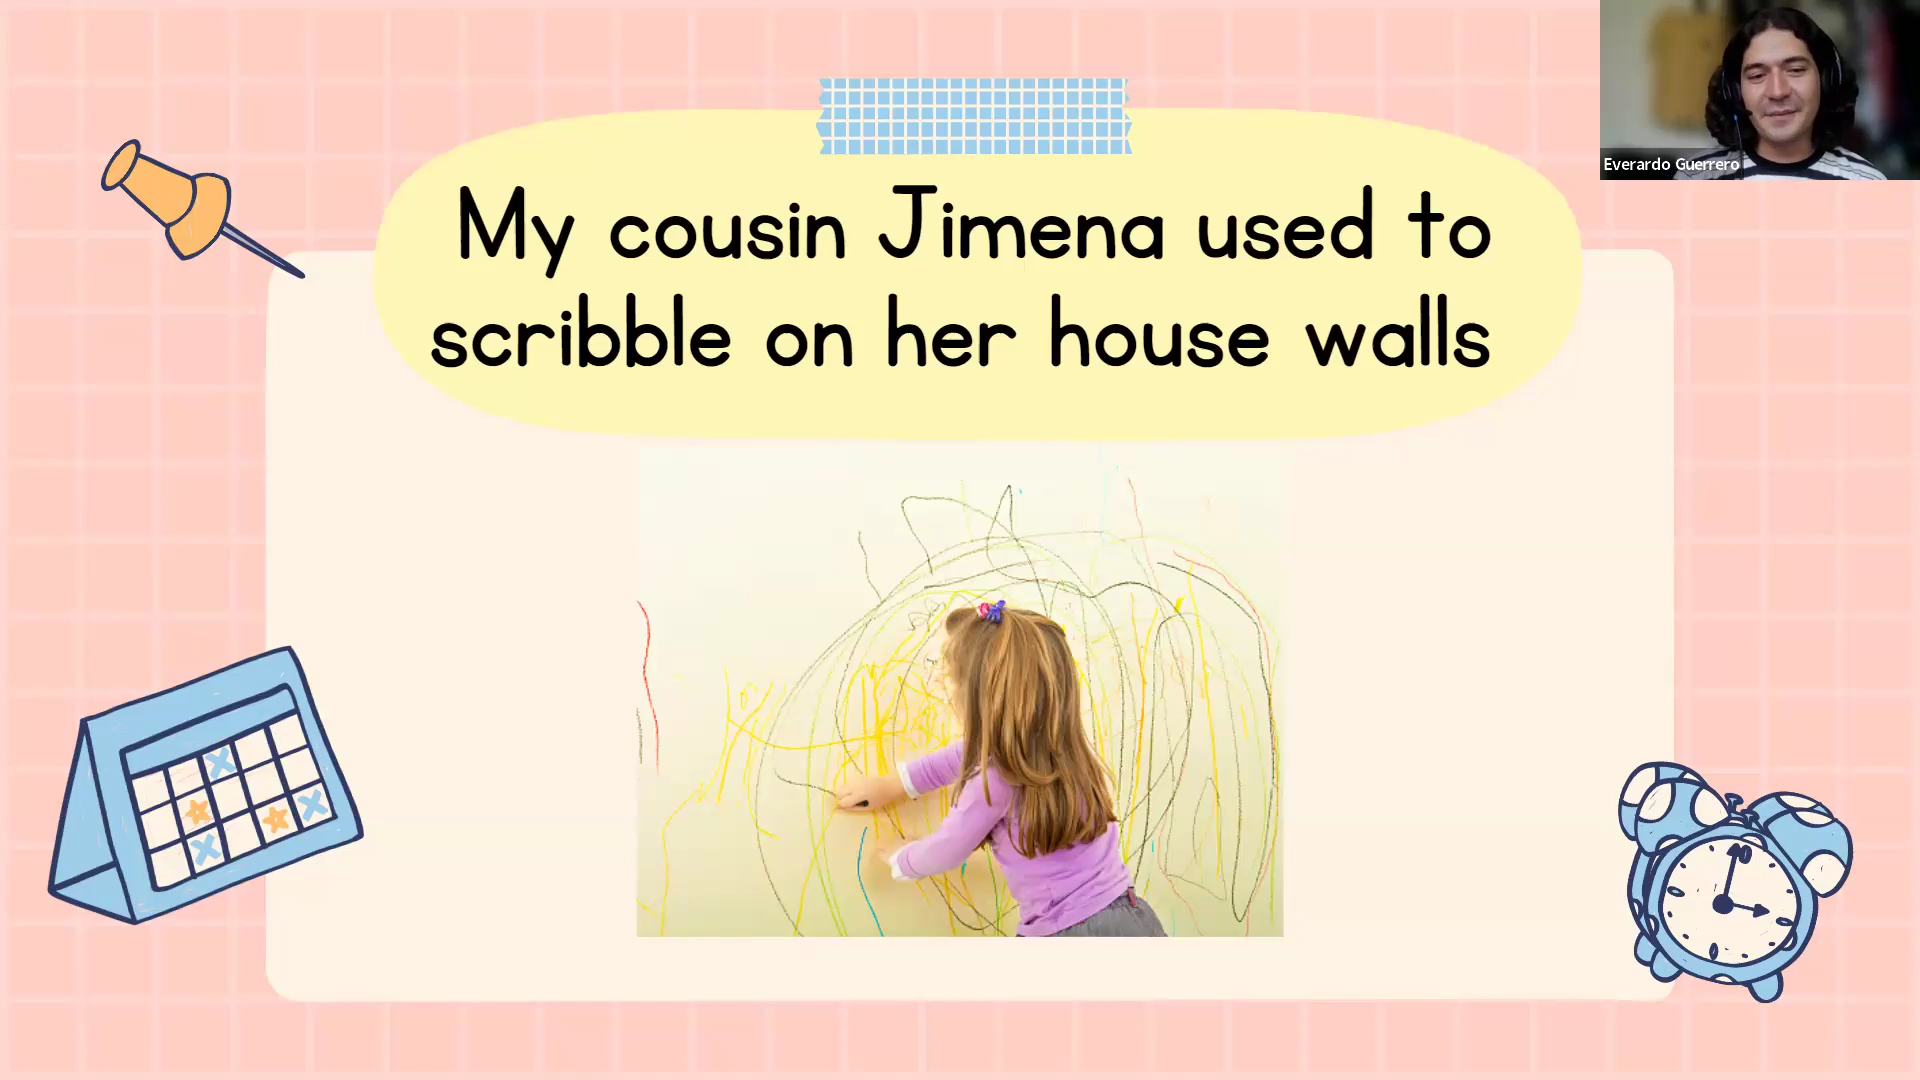 My cousin Jimena used to
scribble on her house walls
Everardo Guerrero